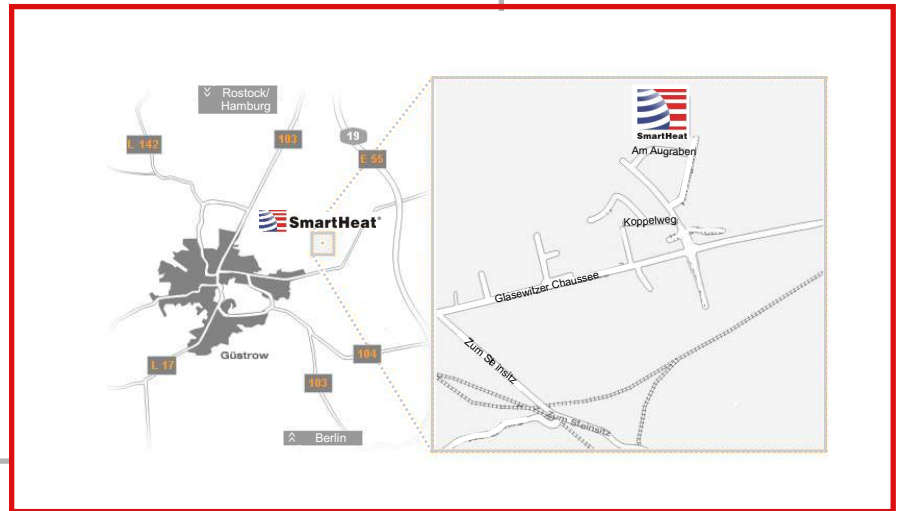 Rostock/
Hamburg
L 142
103
19
E 55
SmartHeat®
Güstrow
L 17
104
103
Berlin
SmartHeat
Am Augraben
Koppelweg
Glasewitzer Chaussee
Zum Steinsitz
Zum Steinsitz